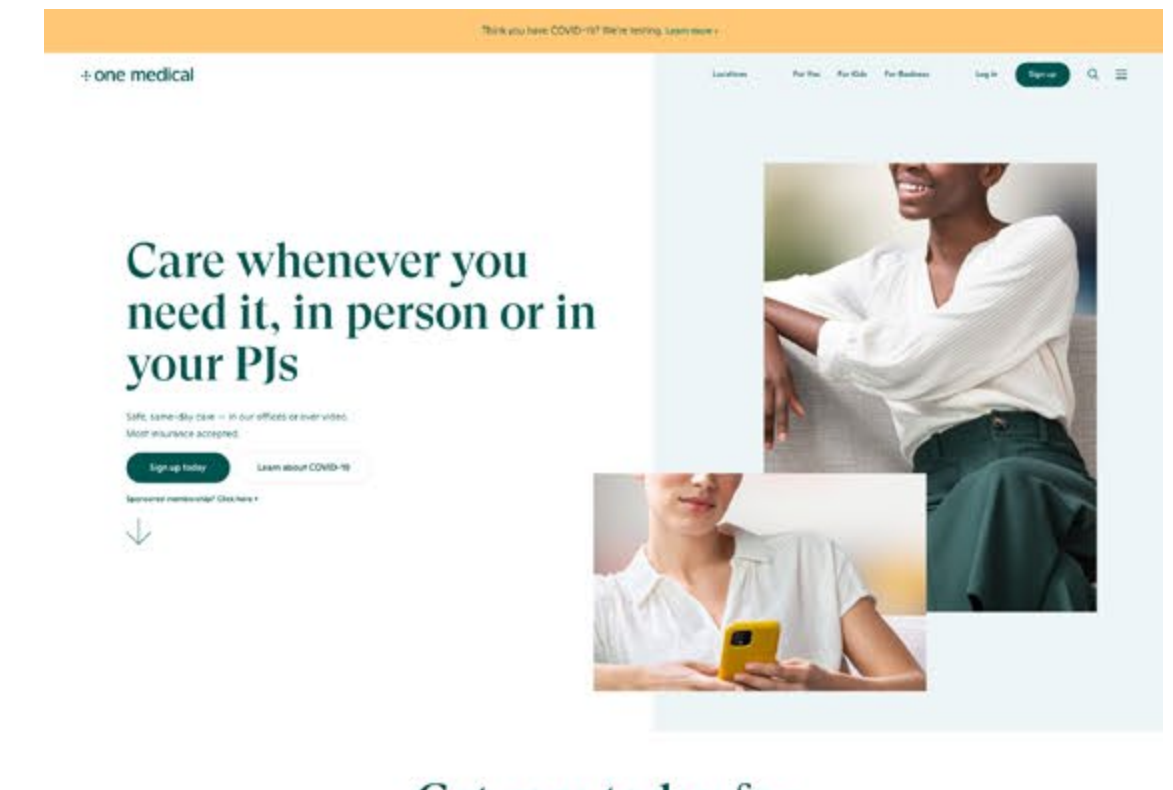 Think you have COVID-19? We're testing. Learn more ›
one medical
Locations For You For Kids For Business Log in Sign up
Care whenever you
need it, in person or in
your PJs
Safe, same-day care — in our offices or over video.
Most insurance accepted.
Sign up today Learn about COVID-19
Sponsored membership? Click here ›